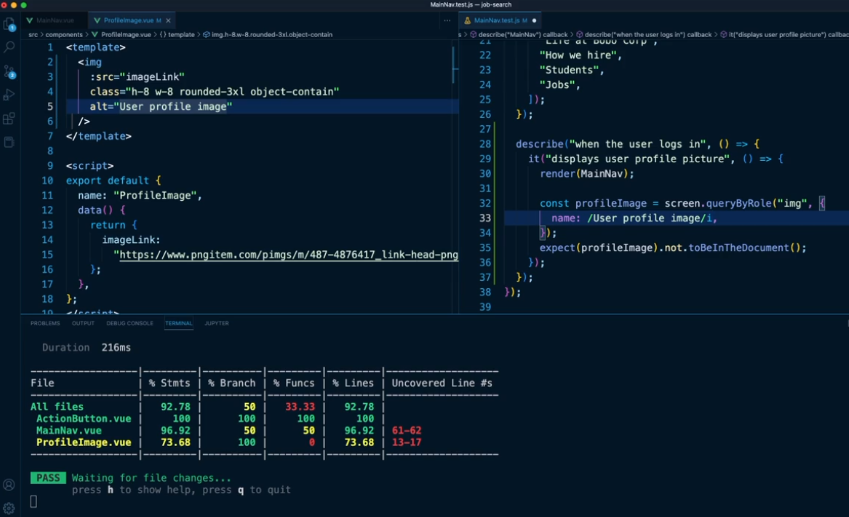 MainNav.test.js — job-search
MainNav.vue
ProfileImage.vue M ×
MainNav.test.js M
src > components > ProfileImage.vue > {} template > img.h-8.w-8.rounded-3xl.object-contain
s > describe("MainNav") callback > describe("when the user logs in") callback > it("displays user profile picture") callback
1 <template>
2 <img
3 :src="imageLink"
4 class="h-8 w-8 rounded-3xl object-contain"
5 alt="User profile image"
6 />
7 </template>
8
9 <script>
10 export default {
11 name: "ProfileImage",
12 data() {
13 return {
14 imageLink:
15 "https://www.pngitem.com/pimgs/m/487-4876417_link-head-png
16 };
17 },
18 };
19 </script>
21 "Life at Bobo Corp",
22 "How we hire",
23 "Students",
24 "Jobs",
25 ]);
26 });
27
28 describe("when the user logs in", () => {
29 it("displays user profile picture", () => {
30 render(MainNav);
31
32 const profileImage = screen.queryByRole("img", {
33 name: /User profile image/i,
34 });
35 expect(profileImage).not.toBeInTheDocument();
36 });
37 });
38 });
39
PROBLEMS OUTPUT DEBUG CONSOLE TERMINAL JUPYTER
Duration 216ms
File | % Stmts | % Branch | % Funcs | % Lines | Uncovered Line #s
All files | 92.78 | 50 | 33.33 | 92.78 |
ActionButton.vue | 100 | 100 | 100 | 100 |
MainNav.vue | 96.92 | 50 | 50 | 96.92 | 61-62
ProfileImage.vue | 73.68 | 100 | 0 | 73.68 | 13-17
PASS Waiting for file changes...
press h to show help, press q to quit